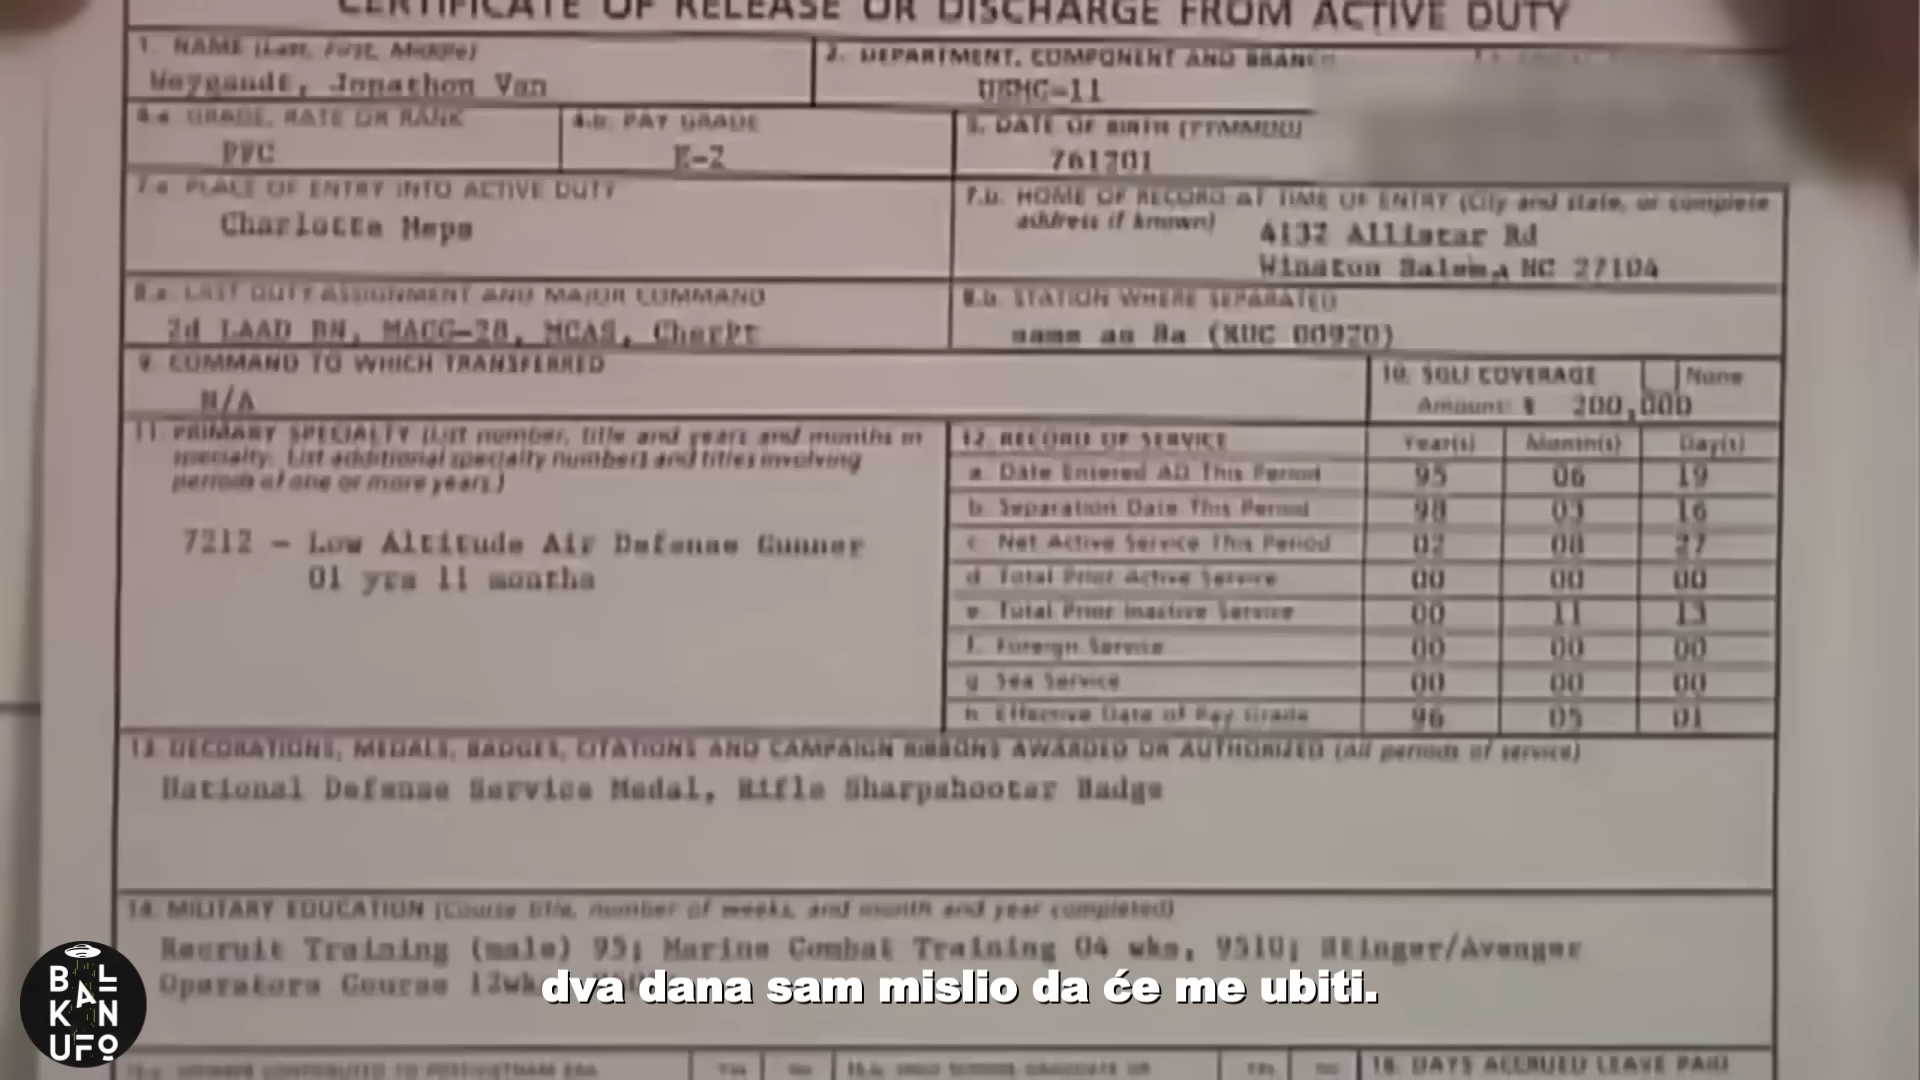 CERTIFICATE OF RELEASE OR DISCHARGE FROM ACTIVE DUTY
1. NAME (Last, First, Middle)
Weygandt, Jonathon Van
2. DEPARTMENT, COMPONENT AND BRANCH
USMC-11
4.a. GRADE, RATE OR RANK
PFC
4.b. PAY GRADE
E-2
5. DATE OF BIRTH (YYMMDD)
761201
7.a. PLACE OF ENTRY INTO ACTIVE DUTY
Charlotte Meps
7.b. HOME OF RECORD AT TIME OF ENTRY (City and state, or complete
address if known)
4132 Allistar Rd
Winston Salem, NC 27104
8.a. LAST DUTY ASSIGNMENT AND MAJOR COMMAND
2d LAAD BN, MACG-28, MCAS, CherPt
8.b. STATION WHERE SEPARATED
same as 8a (RUC 00920)
9. COMMAND TO WHICH TRANSFERRED
N/A
10. SGLI COVERAGE None
Amount: $ 200,000
11. PRIMARY SPECIALTY (List number, title and years and months in
specialty. List additional specialty numbers and titles involving
periods of one or more years.)
7212 - Low Altitude Air Defense Gunner
01 yrs 11 months
12. RECORD OF SERVICE Year(s) Month(s) Day(s)
a. Date Entered AD This Period 95 06 19
b. Separation Date This Period 98 03 16
c. Net Active Service This Period 02 08 27
d. Total Prior Active Service 00 00 00
e. Total Prior Inactive Service 00 11 13
f. Foreign Service 00 00 00
g. Sea Service 00 00 00
h. Effective Date of Pay Grade 96 05 01
13. DECORATIONS, MEDALS, BADGES, CITATIONS AND CAMPAIGN RIBBONS AWARDED OR AUTHORIZED (All periods of service)
National Defense Service Medal, Rifle Sharpshooter Badge
14. MILITARY EDUCATION (Course title, number of weeks, and month and year completed)
Recruit Training (male) 95; Marine Combat Training 04 wks, 9510; Stinger/Avenger
Operators Course 12wks
dva dana sam mislio da će me ubiti.
BALKAN UFO
16. DAYS ACCRUED LEAVE PAID